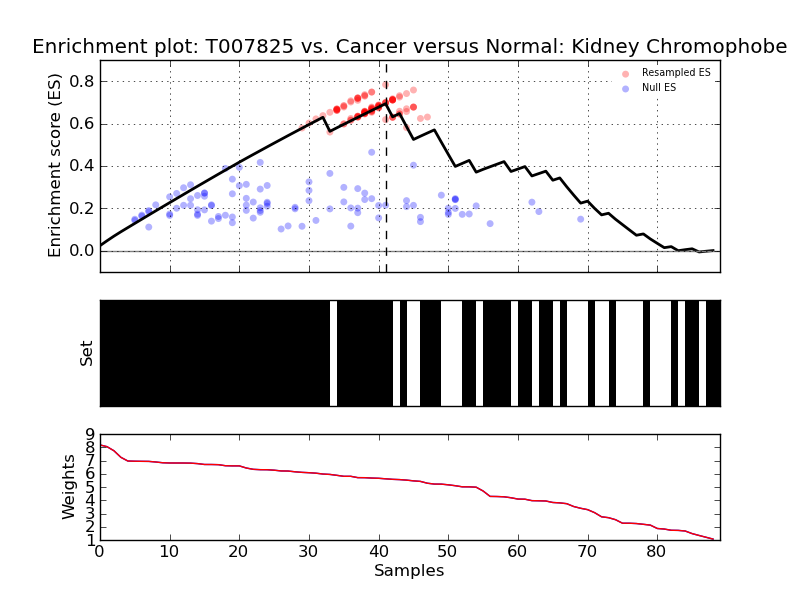 Enrichment plot: T007825 vs. Cancer versus Normal: Kidney Chromophobe
Enrichment score (ES)
0.8
0.6
0.4
0.2
0.0
Resampled ES
Null ES
Set
Weights
9
8
7
6
5
4
3
2
1
0 10 20 30 40 50 60 70 80
Samples